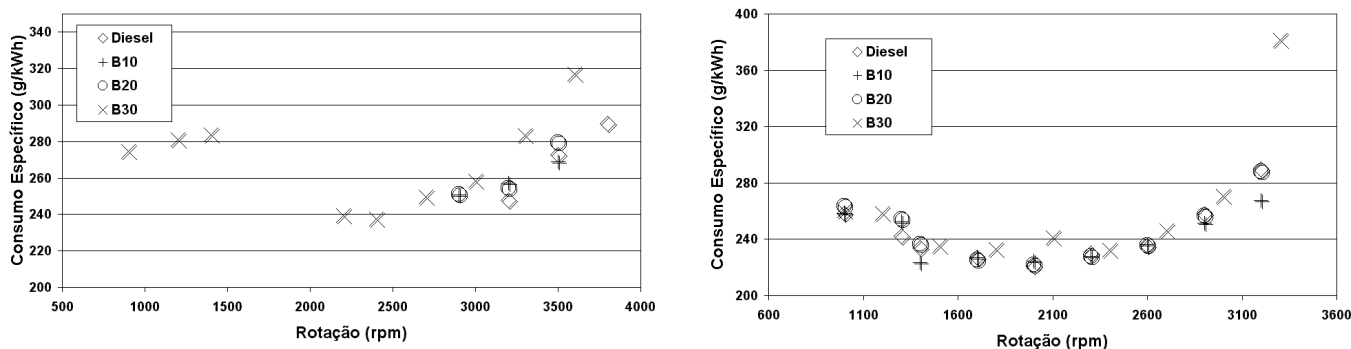 340
320
300
280
260
240
220
200
Consumo Específico (g/kWh)
Diesel
B10
B20
B30
500 1000 1500 2000 2500 3000 3500 4000
Rotação (rpm)
400
360
320
280
240
200
Consumo Específico (g/kWh)
Diesel
B10
B20
B30
600 1100 1600 2100 2600 3100 3600
Rotação (rpm)